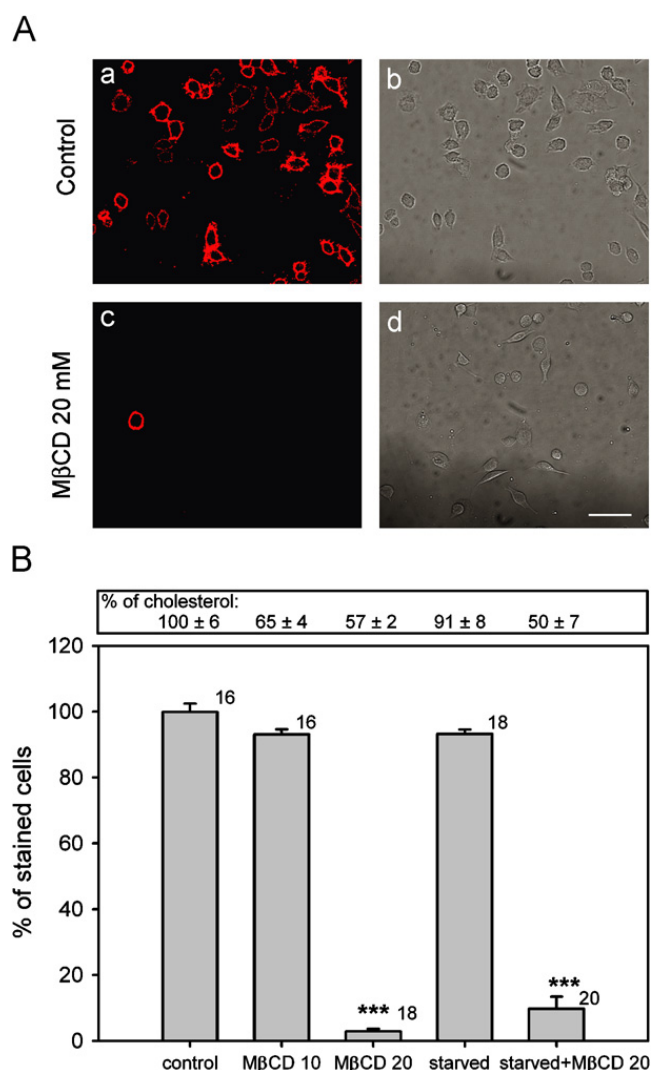 A
a
b
Control
c
d
MβCD 20 mM
B
% of cholesterol:
100 ± 6 65 ± 4 57 ± 2 91 ± 8 50 ± 7
120
100
80
60
40
20
0
% of stained cells
16
16
*** 18
18
*** 20
control MβCD 10 MβCD 20 starved starved+MβCD 20